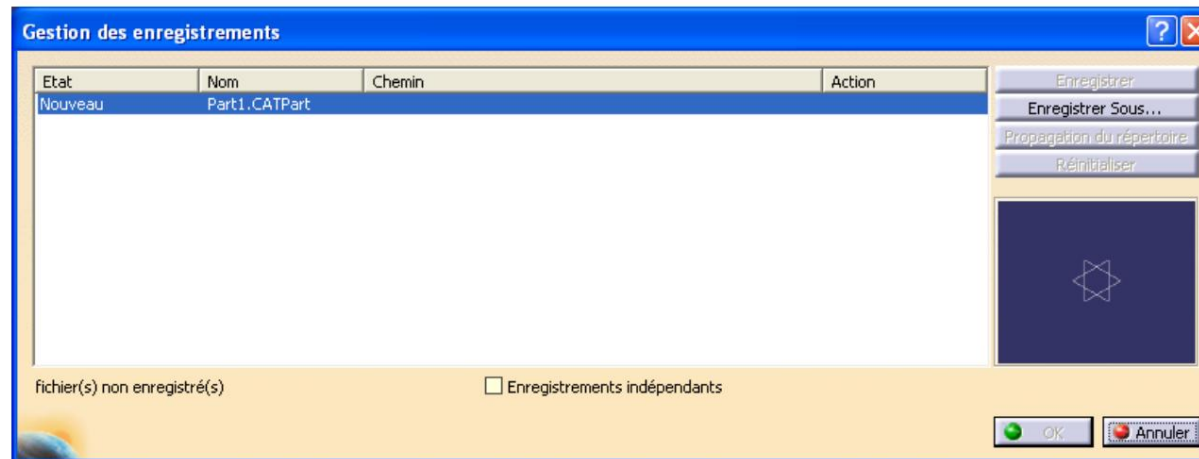 Gestion des enregistrements
Etat Nom Chemin Action
Nouveau Part1.CATPart
Enregistrer
Enregistrer Sous...
Propagation du répertoire
Réinitialiser
fichier(s) non enregistré(s)
Enregistrements indépendants
OK Annuler